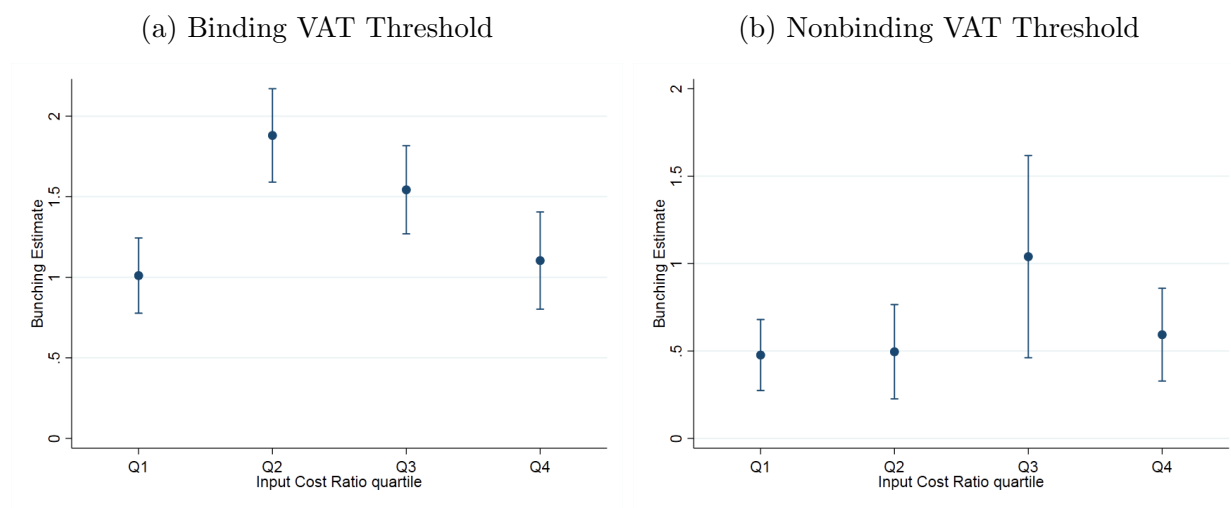 (a) Binding VAT Threshold
Bunching Estimate
2
1.5
1
.5
0
Q1 Q2 Q3 Q4
Input Cost Ratio quartile
(b) Nonbinding VAT Threshold
Bunching Estimate
2
1.5
1
.5
0
Q1 Q2 Q3 Q4
Input Cost Ratio quartile